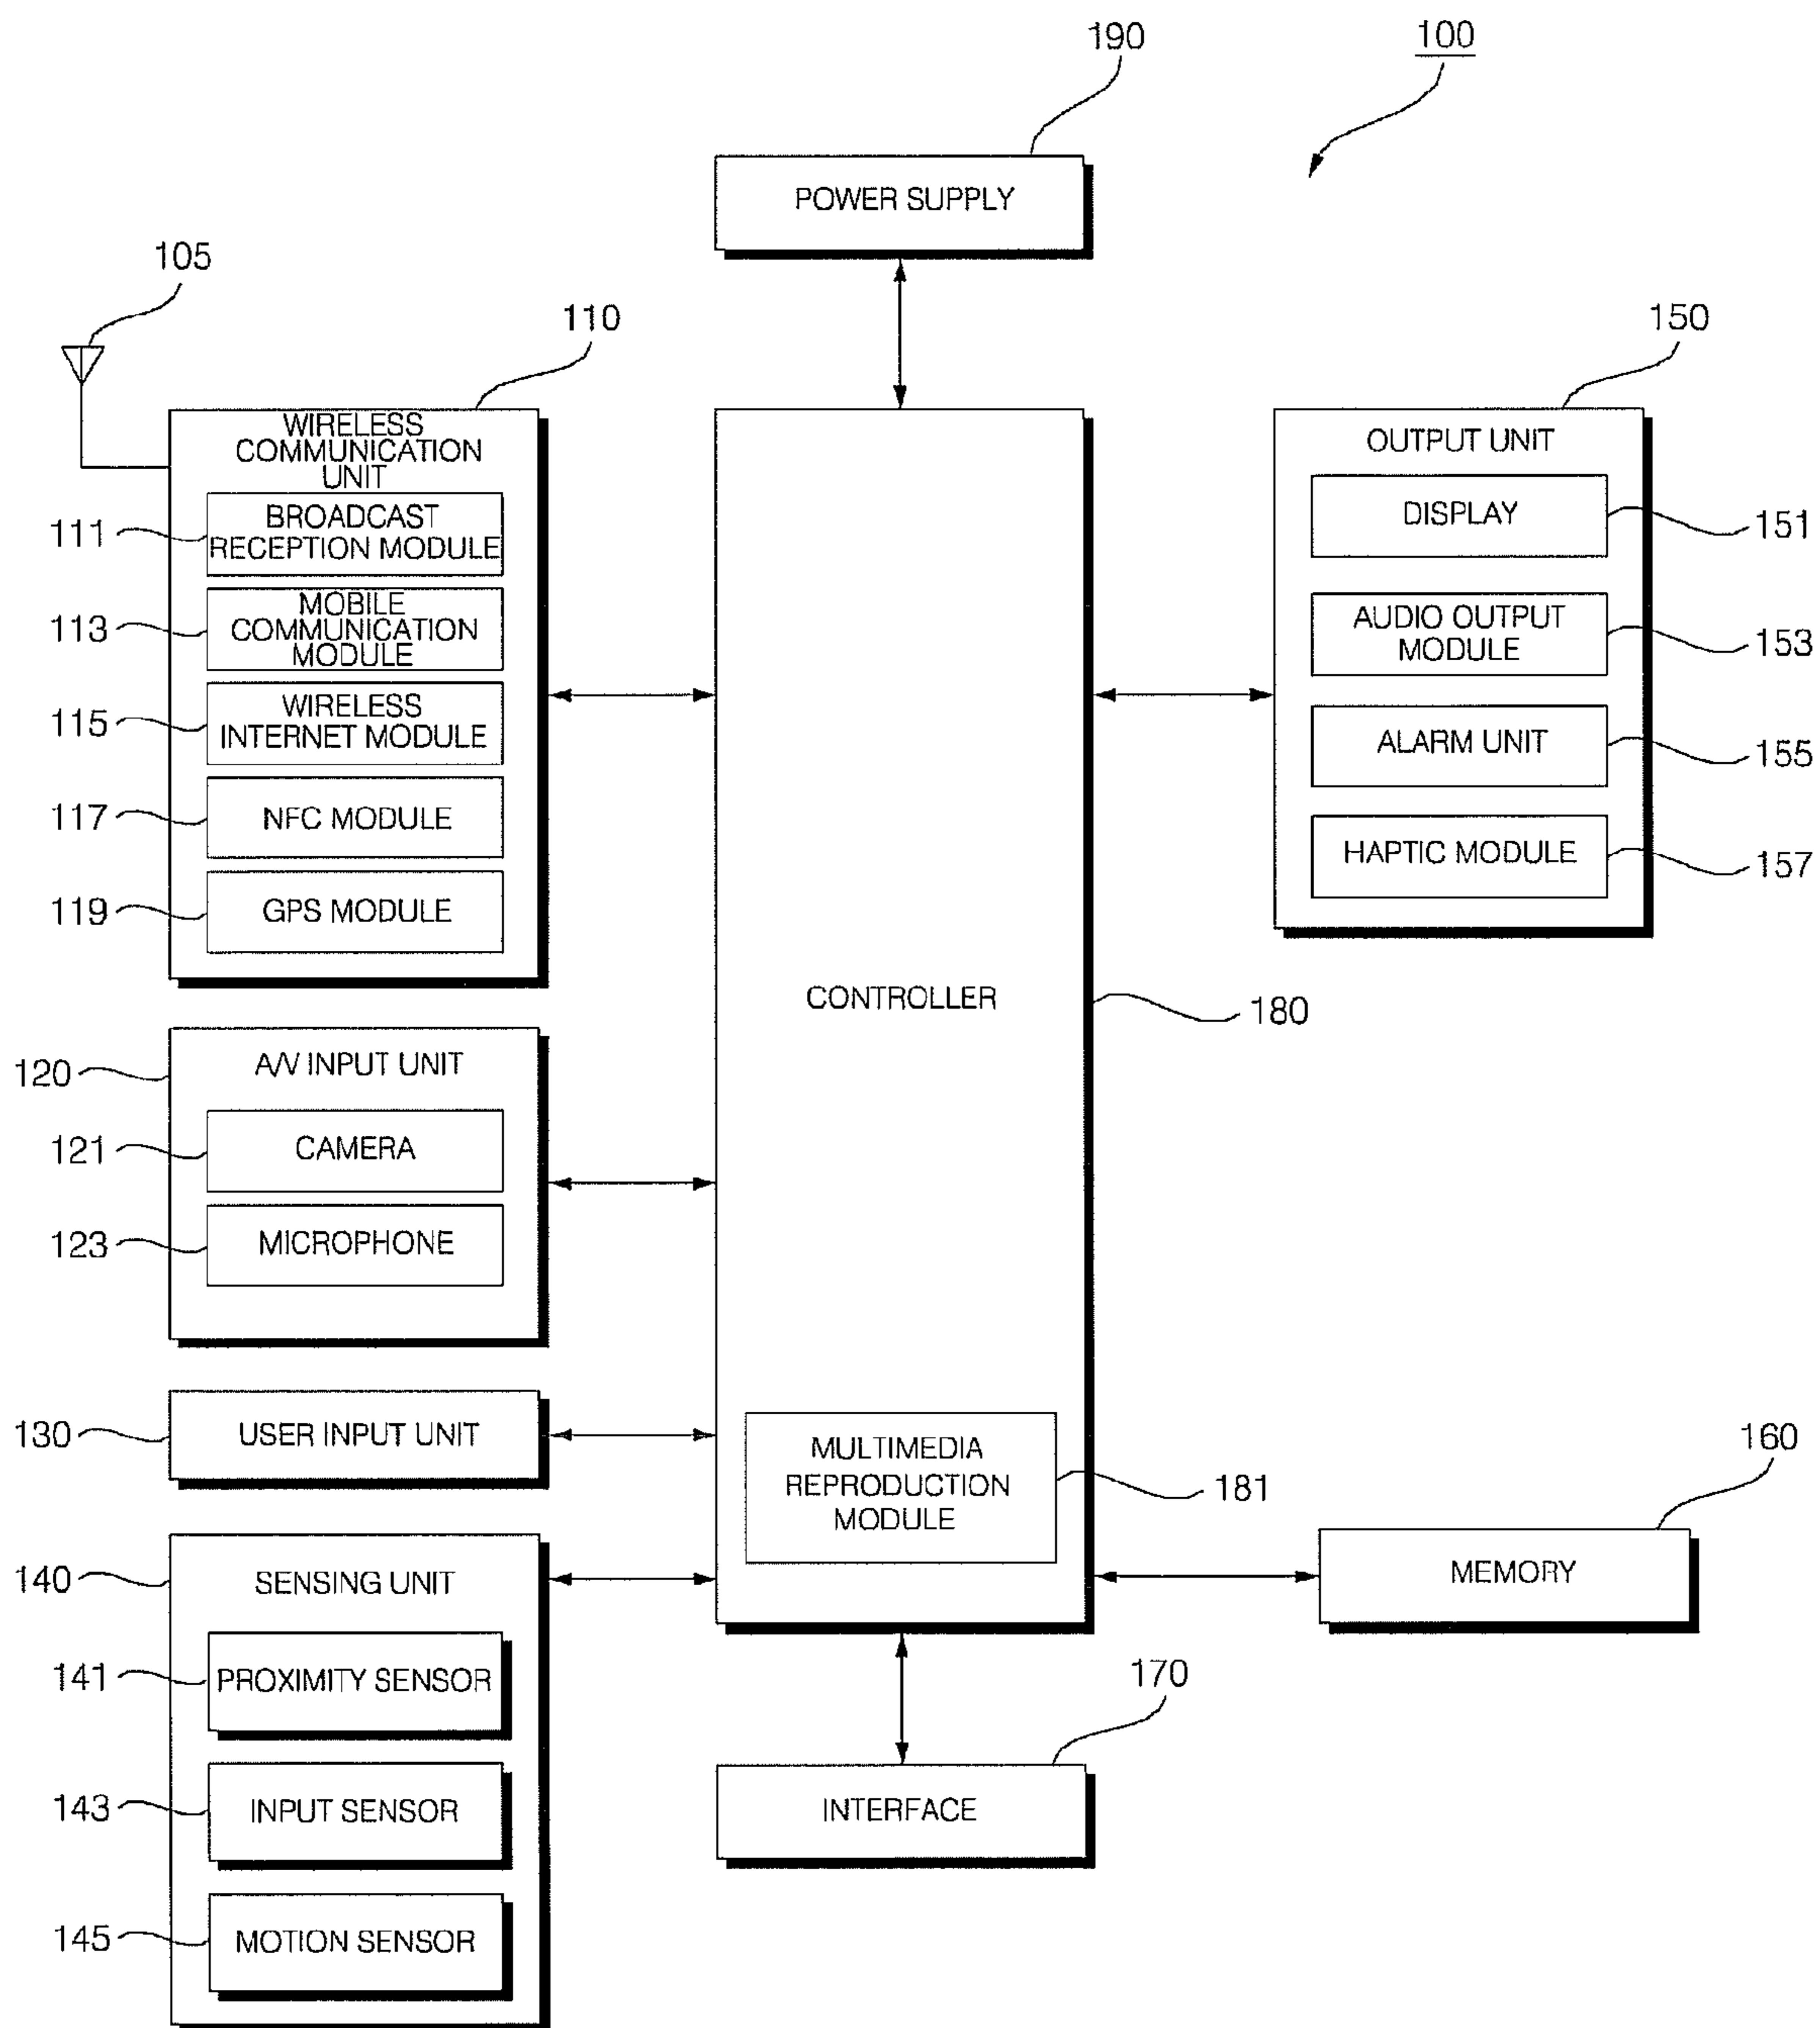 190
100
POWER SUPPLY
105
110
150
WIRELESS
COMMUNICATION
UNIT
OUTPUT UNIT
111
BROADCAST
RECEPTION MODULE
DISPLAY
151
113
MOBILE
COMMUNICATION
MODULE
AUDIO OUTPUT
MODULE
153
115
WIRELESS
INTERNET MODULE
ALARM UNIT
155
117
NFC MODULE
HAPTIC MODULE
157
119
GPS MODULE
CONTROLLER
180
120
A/V INPUT UNIT
121
CAMERA
123
MICROPHONE
130
USER INPUT UNIT
MULTIMEDIA
REPRODUCTION
MODULE
181
160
140
SENSING UNIT
MEMORY
141
PROXIMITY SENSOR
170
143
INPUT SENSOR
INTERFACE
145
MOTION SENSOR